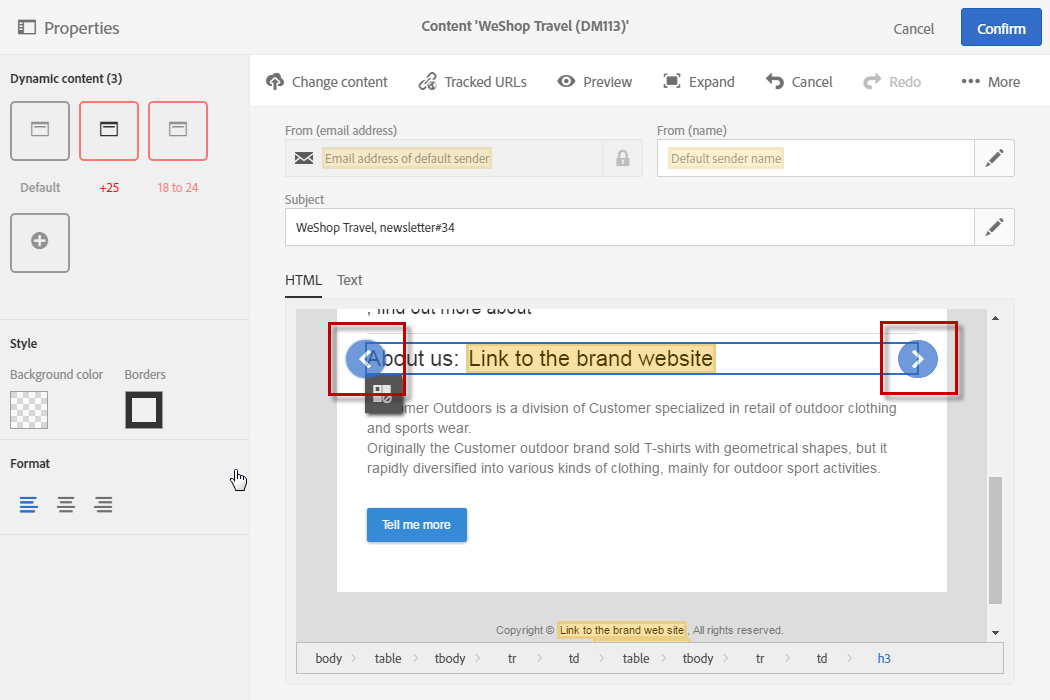 Properties
Content 'WeShop Travel (DM113)'
Cancel
Confirm
Dynamic content (3)
Default
+25
18 to 24
Style
Background color
Borders
Format
Change content
Tracked URLs
Preview
Expand
Cancel
Redo
More
From (email address)
Email address of default sender
From (name)
Default sender name
Subject
WeShop Travel, newsletter#34
HTML
Text
, find out more about
About us: Link to the brand website
omer Outdoors is a division of Customer specialized in retail of outdoor clothing
and sports wear.
Originally the Customer outdoor brand sold T-shirts with geometrical shapes, but it
rapidly diversified into various kinds of clothing, mainly for outdoor sport activities.
Tell me more
Copyright © Link to the brand web site , All rights reserved.
body
table
tbody
tr
td
table
tbody
tr
td
h3